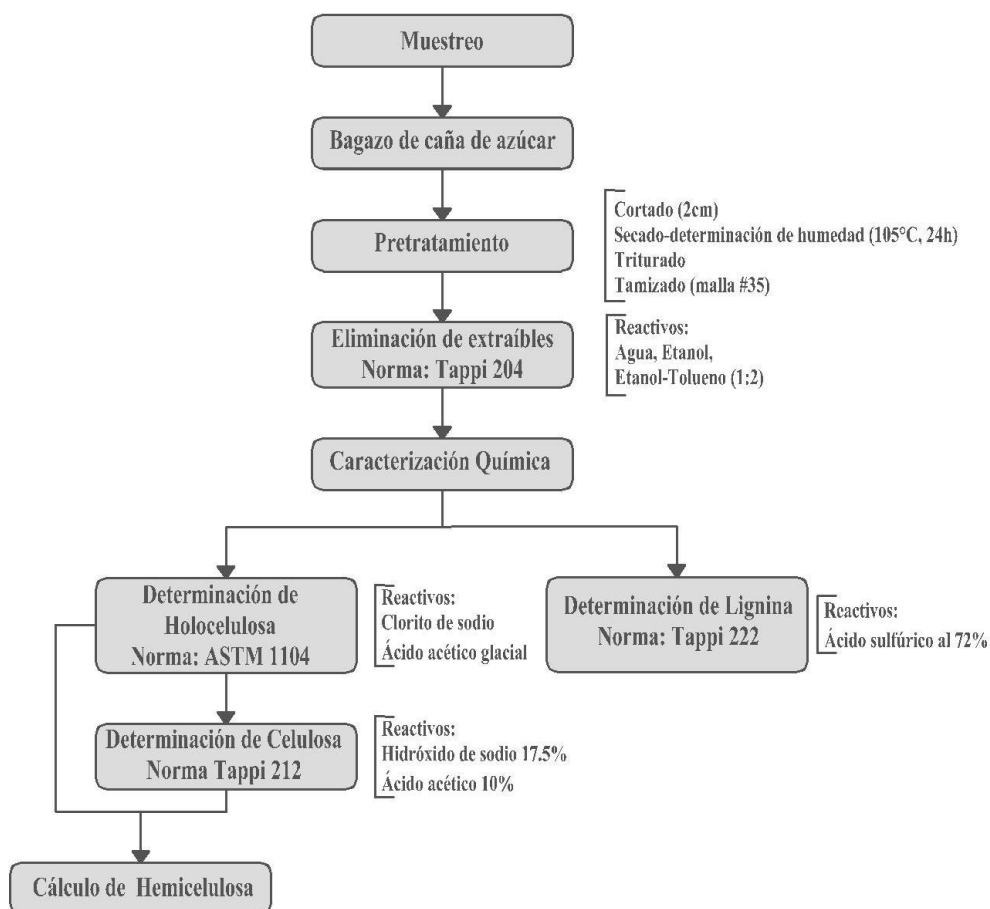 Muestreo
Bagazo de caña de azúcar
Pretratamiento
Cortado (2cm)
Secado-determinación de humedad (105°C, 24h)
Triturado
Tamizado (malla #35)
Eliminación de extraíbles
Norma: Tappi 204
Reactivos:
Agua, Etanol,
Etanol-Tolueno (1:2)
Caracterización Química
Determinación de
Holocelulosa
Norma: ASTM 1104
Reactivos:
Clorito de sodio
Ácido acético glacial
Determinación de Lignina
Norma: Tappi 222
Reactivos:
Ácido sulfúrico al 72%
Determinación de Celulosa
Norma Tappi 212
Reactivos:
Hidróxido de sodio 17.5%
Ácido acético 10%
Cálculo de Hemicelulosa